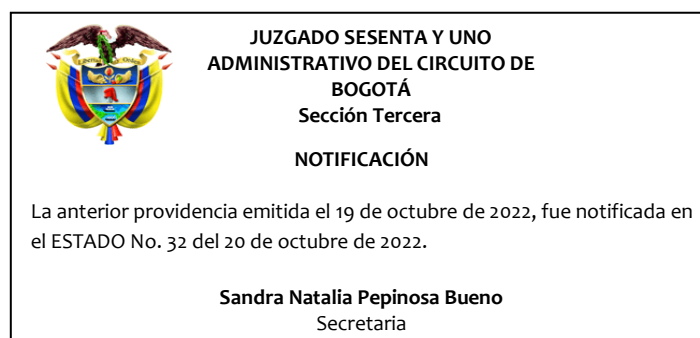 JUZGADO SESENTA Y UNO
ADMINISTRATIVO DEL CIRCUITO DE
BOGOTÁ
Sección Tercera
NOTIFICACIÓN
La anterior providencia emitida el 19 de octubre de 2022, fue notificada en
el ESTADO No. 32 del 20 de octubre de 2022.
Sandra Natalia Pepinosa Bueno
Secretaria